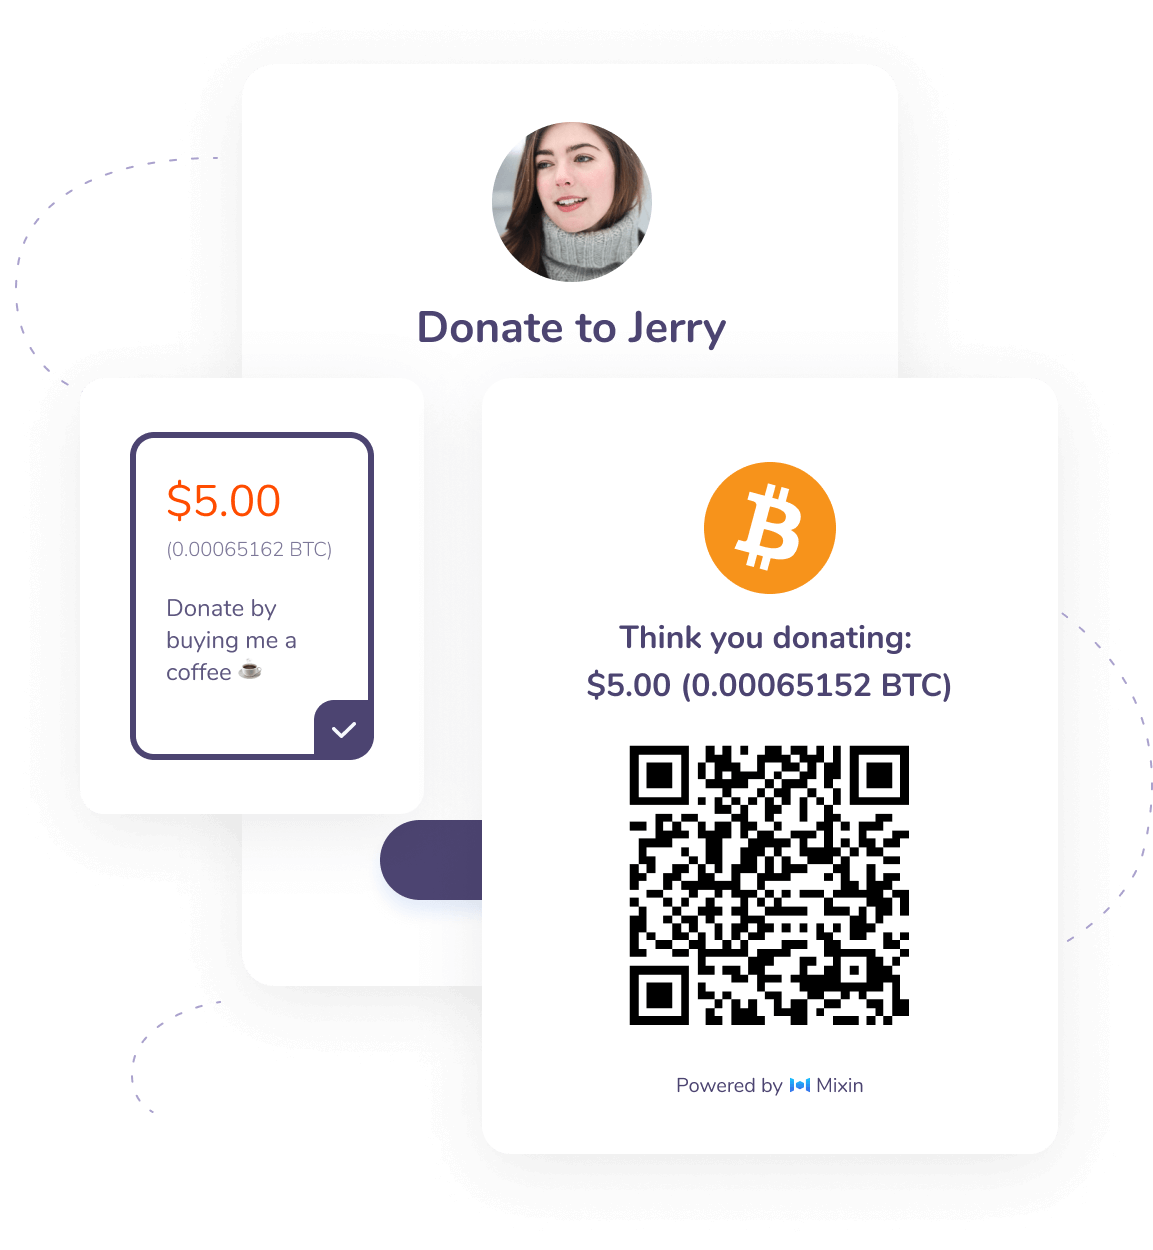 Donate to Jerry
$5.00
(0.00065162 BTC)
Donate by
buying me a
coffee ☕
Think you donating:
$5.00 (0.00065152 BTC)
Powered by Mixin